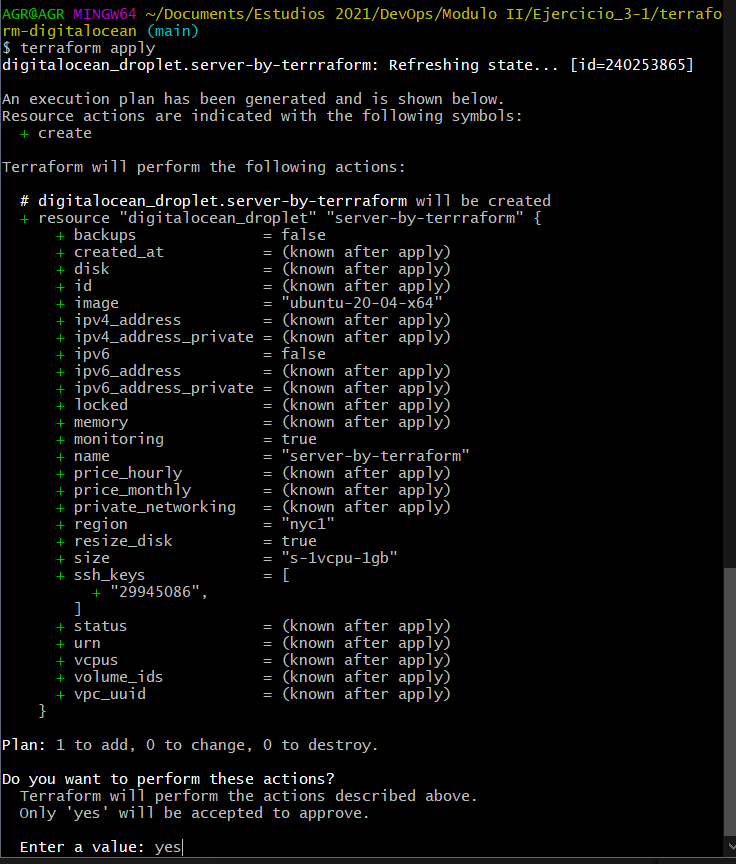 AGR@AGR MINGW64 ~/Documents/Estudios 2021/DevOps/Modulo II/Ejercicio_3-1/terrafo
rm-digitalocean (main)
$ terraform apply
digitalocean_droplet.server-by-terrraform: Refreshing state... [id=240253865]

An execution plan has been generated and is shown below.
Resource actions are indicated with the following symbols:
  + create

Terraform will perform the following actions:

  # digitalocean_droplet.server-by-terrraform will be created
  + resource "digitalocean_droplet" "server-by-terrraform" {
      + backups              = false
      + created_at           = (known after apply)
      + disk                 = (known after apply)
      + id                   = (known after apply)
      + image                = "ubuntu-20-04-x64"
      + ipv4_address         = (known after apply)
      + ipv4_address_private = (known after apply)
      + ipv6                 = false
      + ipv6_address         = (known after apply)
      + ipv6_address_private = (known after apply)
      + locked               = (known after apply)
      + memory               = (known after apply)
      + monitoring           = true
      + name                 = "server-by-terraform"
      + price_hourly         = (known after apply)
      + price_monthly        = (known after apply)
      + private_networking   = (known after apply)
      + region               = "nyc1"
      + resize_disk          = true
      + size                 = "s-1vcpu-1gb"
      + ssh_keys             = [
          + "29945086",
        ]
      + status               = (known after apply)
      + urn                  = (known after apply)
      + vcpus                = (known after apply)
      + volume_ids           = (known after apply)
      + vpc_uuid             = (known after apply)
    }

Plan: 1 to add, 0 to change, 0 to destroy.

Do you want to perform these actions?
  Terraform will perform the actions described above.
  Only 'yes' will be accepted to approve.

  Enter a value: yes